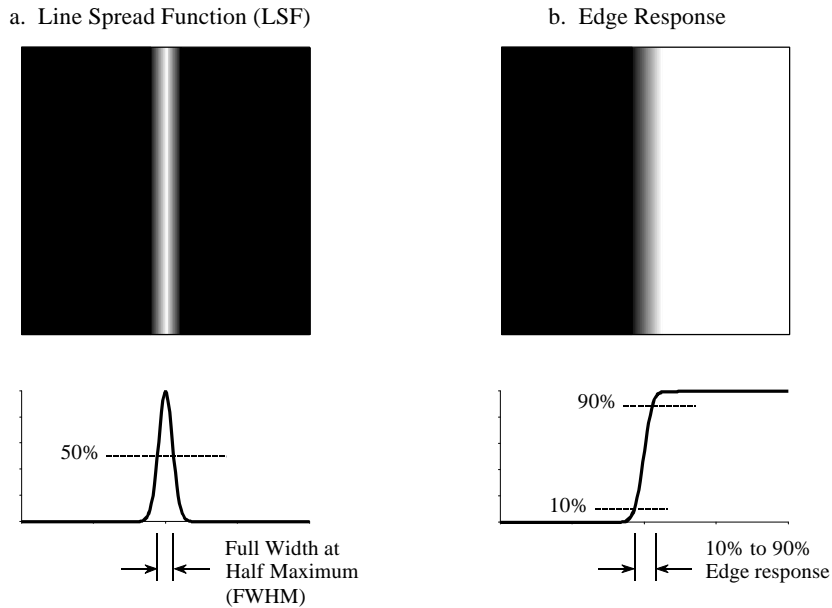 a. Line Spread Function (LSF)
b. Edge Response
50%
90%
10%
Full Width at
Half Maximum
(FWHM)
10% to 90%
Edge response